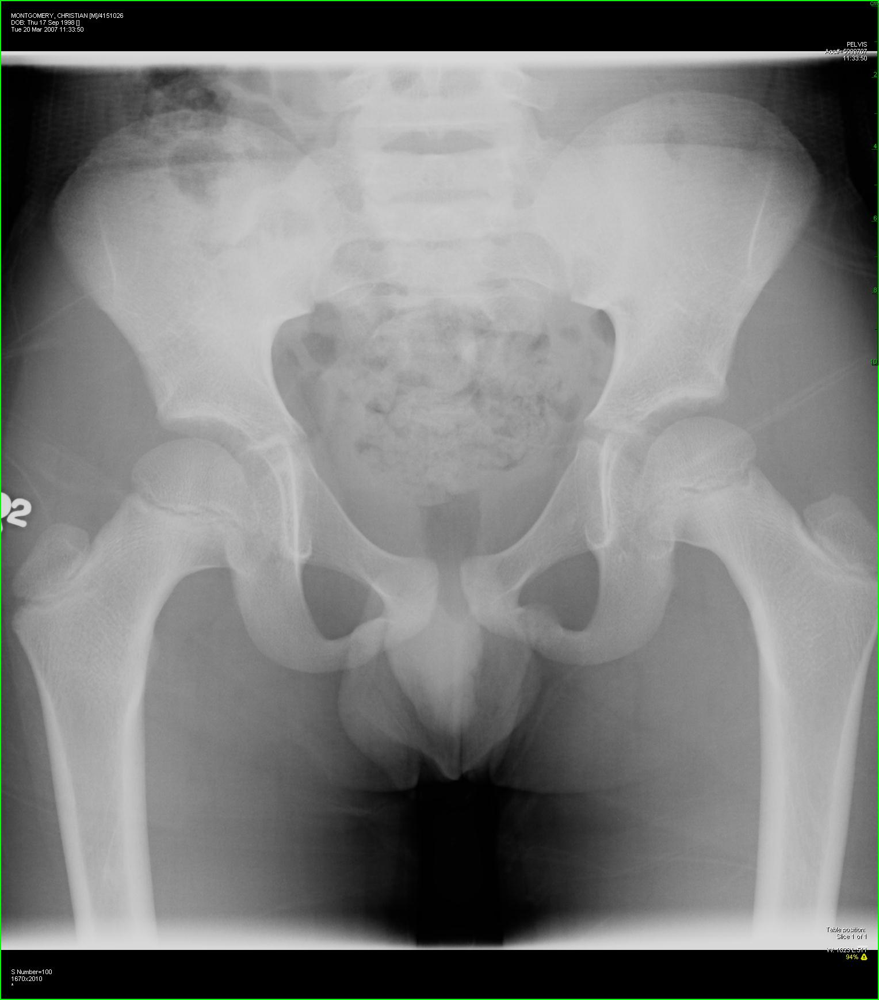 MONTGOMERY, CHRISTIAN [M]/4151026
DOB: Thu 17 Sep 1998 []
Tue 20 Mar 2007 11:33:50
cm
PELVIS
Acc#=5099707
11:33:50
2
4
6
8
10
2
Table position:
Slice 1 of 1
W: 1023 L:511
94%
S Number=100
1670x2010
*